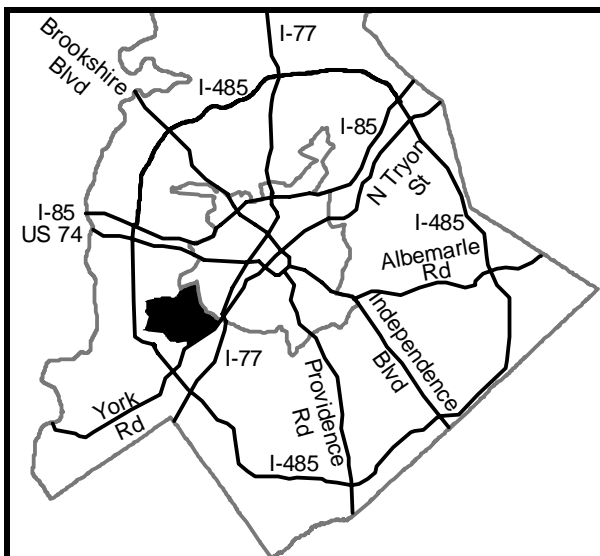 I-77
Brookshire
Blvd
I-485
I-85
N Tryon
St
I-85
US 74
I-485
Albemarle
Rd
Independence
Blvd
I-77
Providence
Rd
York
Rd
I-485